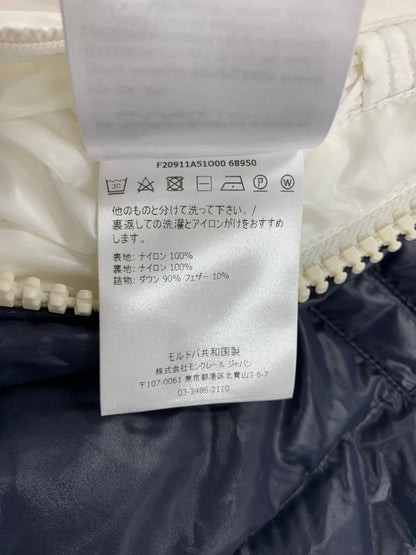 F20911A51O00 68950
30 P W
他のものと分けて洗って下さい。/
裏返しての洗濯とアイロンがけをおすすめ
します。
表地: ナイロン 100%
裏地: ナイロン 100%
詰物: ダウン 90% フェザー 10%
モルドバ共和国製
株式会社モンクレール ジャパン
〒107-0061 東京都港区北青山3-6-7
03-3486-2110